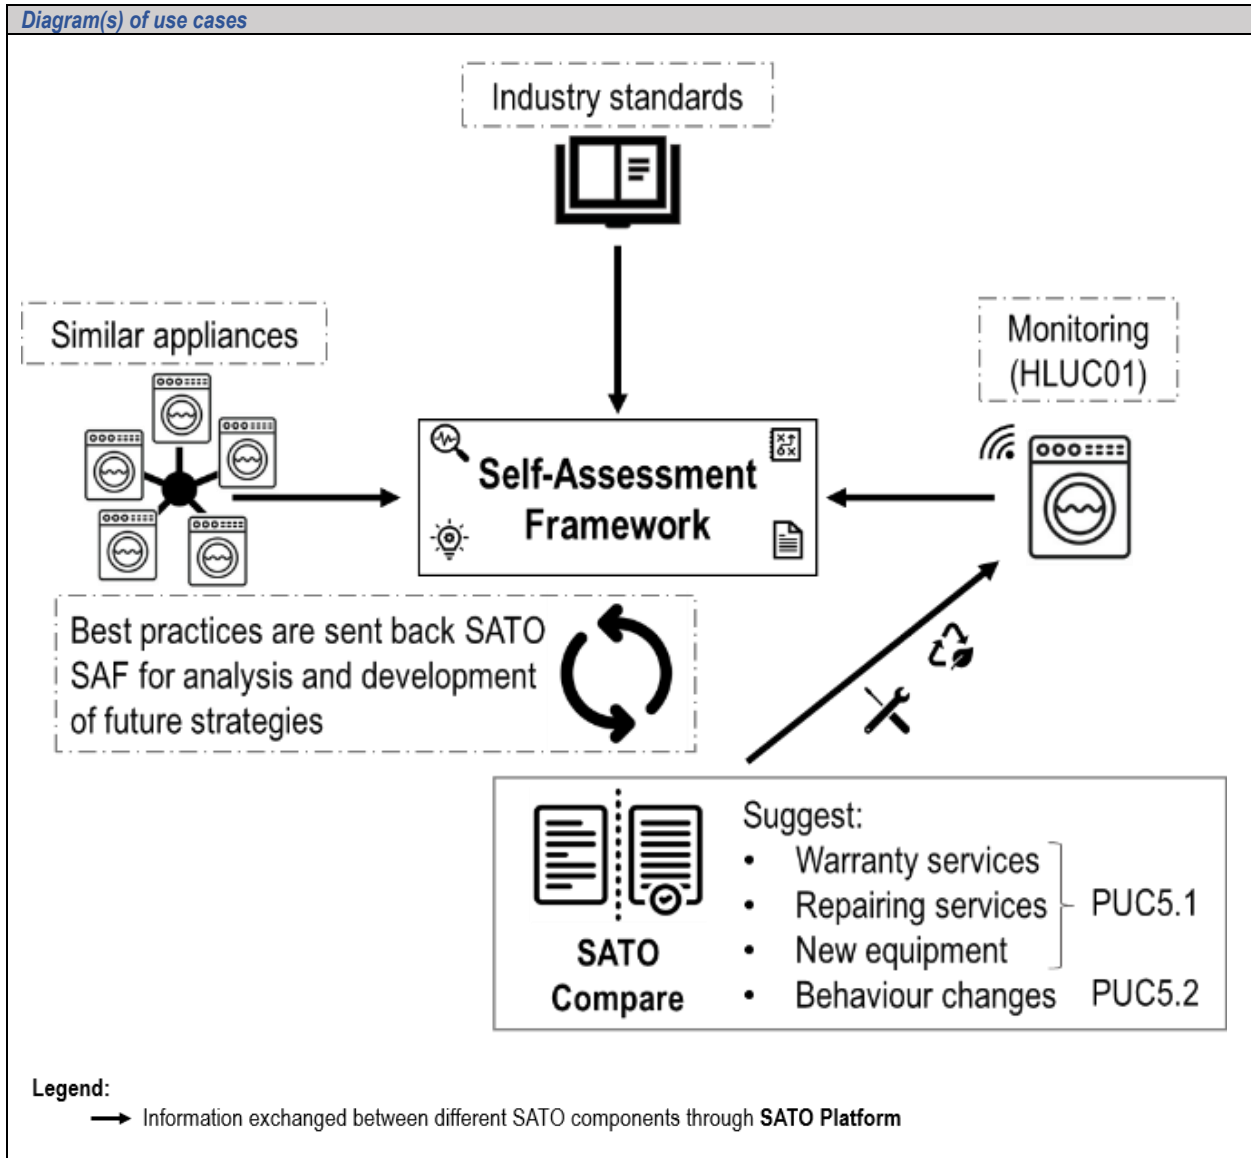 Diagram(s) of use cases
Industry standards
Similar appliances
Monitoring
(HLUC01)
Self-Assessment
Framework
Best practices are sent back SATO
SAF for analysis and development
of future strategies
SATO
Compare
Suggest:
• Warranty services
• Repairing services
• New equipment
PUC5.1
• Behaviour changes PUC5.2
Legend:
Information exchanged between different SATO components through SATO Platform